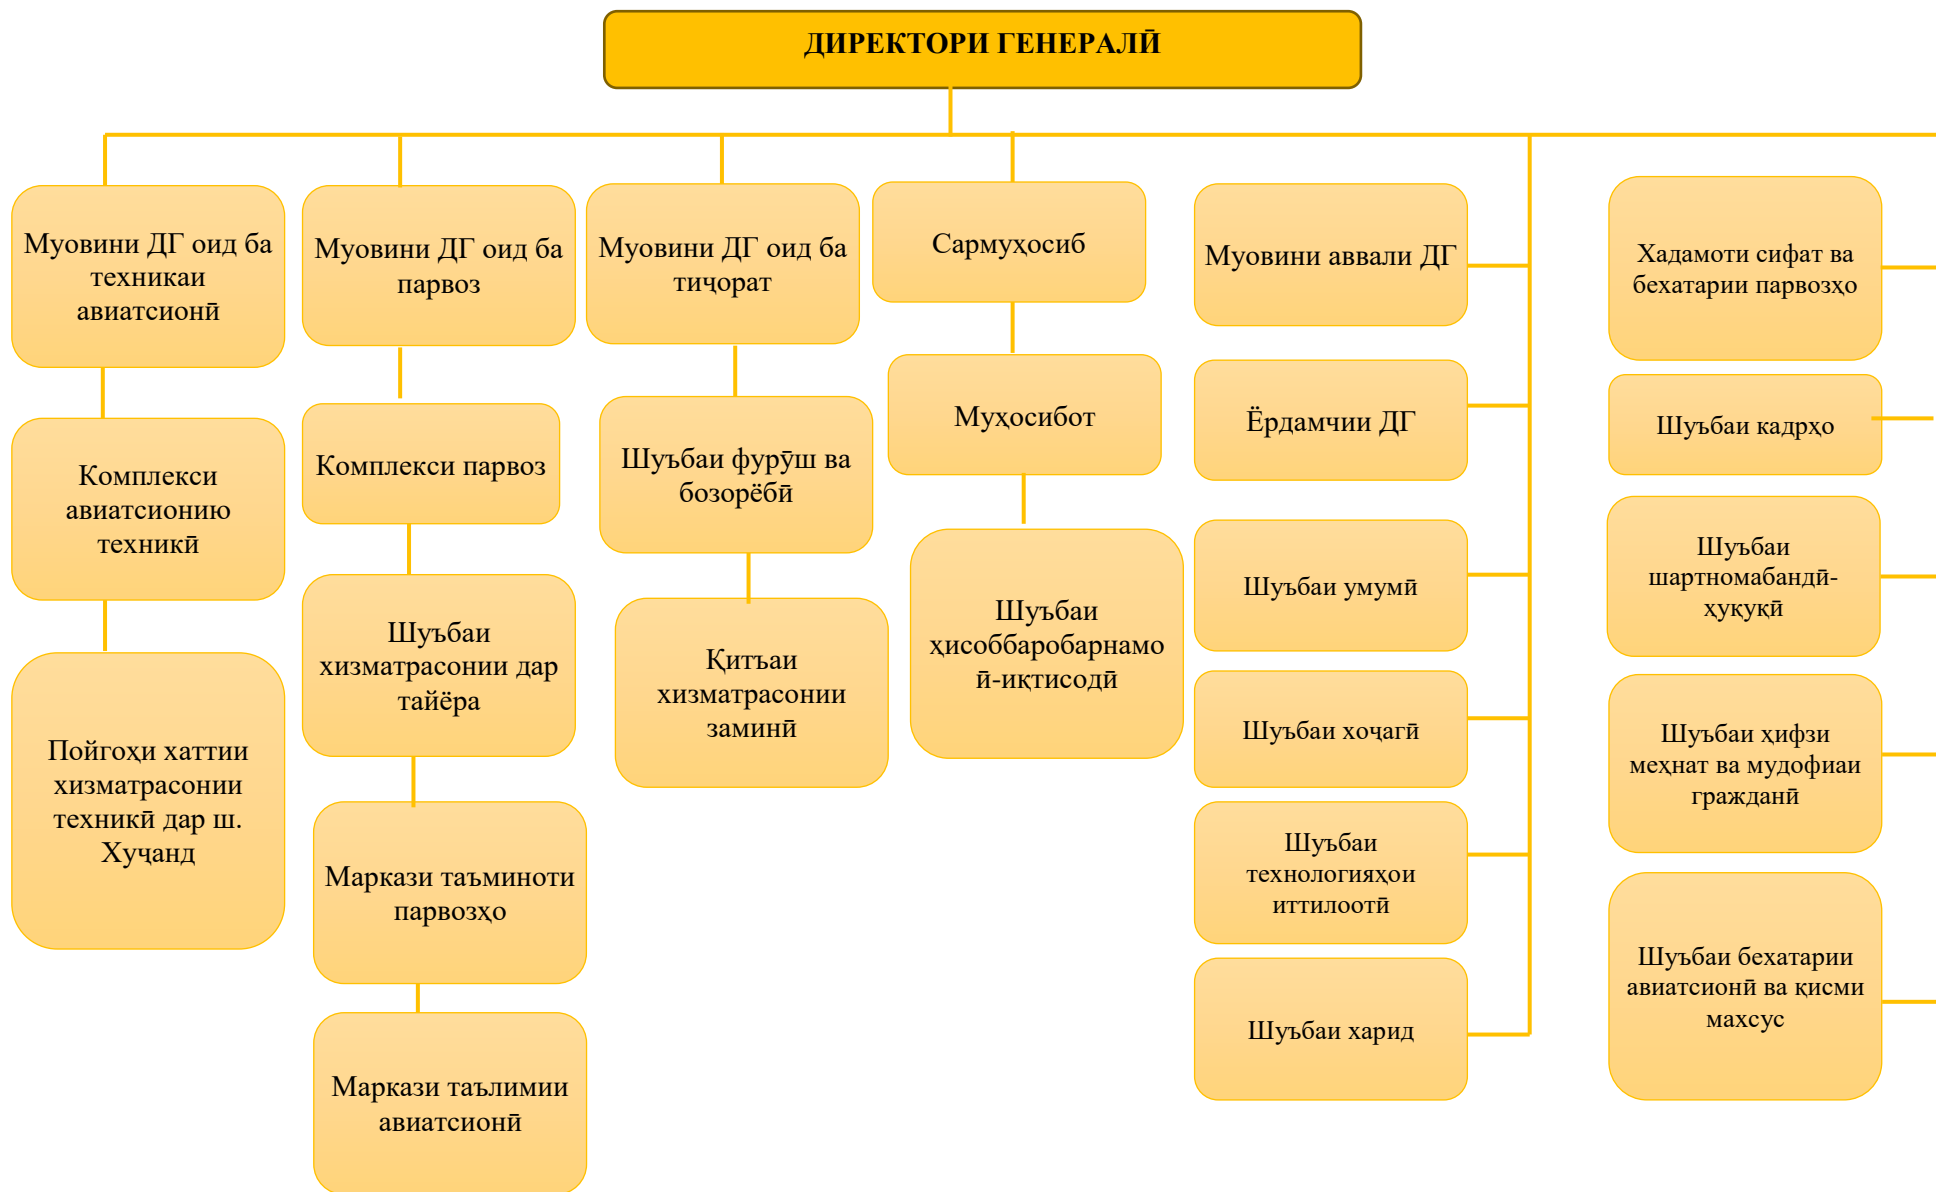 ДИРЕКТОРИ ГЕНЕРАЛӢ
Муовини ДГ оид ба
техникаи
авиатсионӣ
Комплекси
авиатсионию
техникӣ
Пойгоҳи хаттии
хизматрасонии
техникӣ дар ш.
Хуҷанд
Муовини ДГ оид ба
парвоз
Комплекси парвоз
Шуъбаи
хизматрасонии дар
тайёра
Маркази таъминоти
парвозҳо
Маркази таълимии
авиатсионӣ
Муовини ДГ оид ба
тиҷорат
Шуъбаи фурӯш ва
бозорёбӣ
Қитъаи
хизматрасонии
заминӣ
Сармуҳосиб
Муҳосибот
Шуъбаи
ҳисоббаробарнамо
ӣ-иқтисодӣ
Муовини аввали ДГ
Ёрдамчии ДГ
Шуъбаи умумӣ
Шуъбаи хоҷагӣ
Шуъбаи
технологияҳои
иттилоотӣ
Шуъбаи харид
Хадамоти сифат ва
бехатарии парвозҳо
Шуъбаи кадрҳо
Шуъбаи
шартномабандӣ-
ҳуқуқӣ
Шуъбаи ҳифзи
меҳнат ва мудофиаи
гражданӣ
Шуъбаи бехатарии
авиатсионӣ ва қисми
махсус